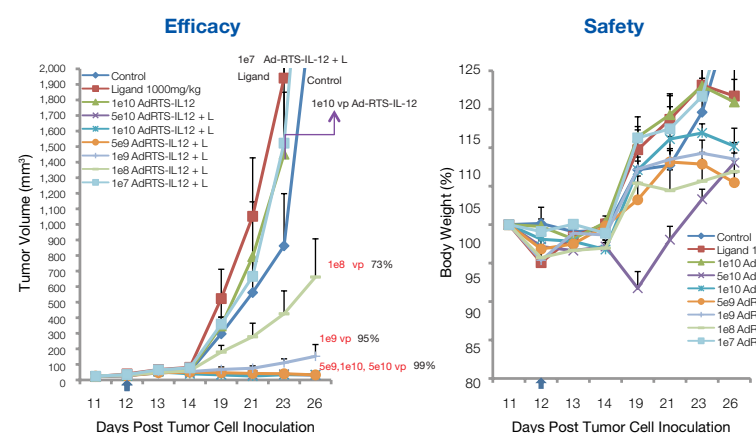 Efficacy
Safety
1e7 Ad-RTS-IL-12 + L
Ligand
Control
1e10 vp Ad-RTS-IL-12
Tumor Volume (mm³)
2,000
1,900
1,800
1,700
1,600
1,500
1,400
1,300
1,200
1,100
1,000
900
800
700
600
500
400
300
200
100
0
Control
Ligand 1000mg/kg
1e10 AdRTS-IL12
5e10 AdRTS-IL12 + L
1e10 AdRTS-IL12 + L
5e9 AdRTS-IL12 + L
1e9 AdRTS-IL12 + L
1e8 AdRTS-IL12 + L
1e7 AdRTS-IL12 + L
1e8 vp 73%
1e9 vp 95%
5e9,1e10, 5e10 vp 99%
11 12 13 14 19 21 23 26
Days Post Tumor Cell Inoculation
Body Weight (%)
125
120
115
110
105
100
95
90
85
80
Control
Ligand 1
1e10 Ad
5e10 Ad
1e10 Ad
5e9 AdR
1e9 AdR
1e8 AdR
1e7 AdR
11 12 13 14 19 21 23 26
Days Post Tumor Cell Inoculation